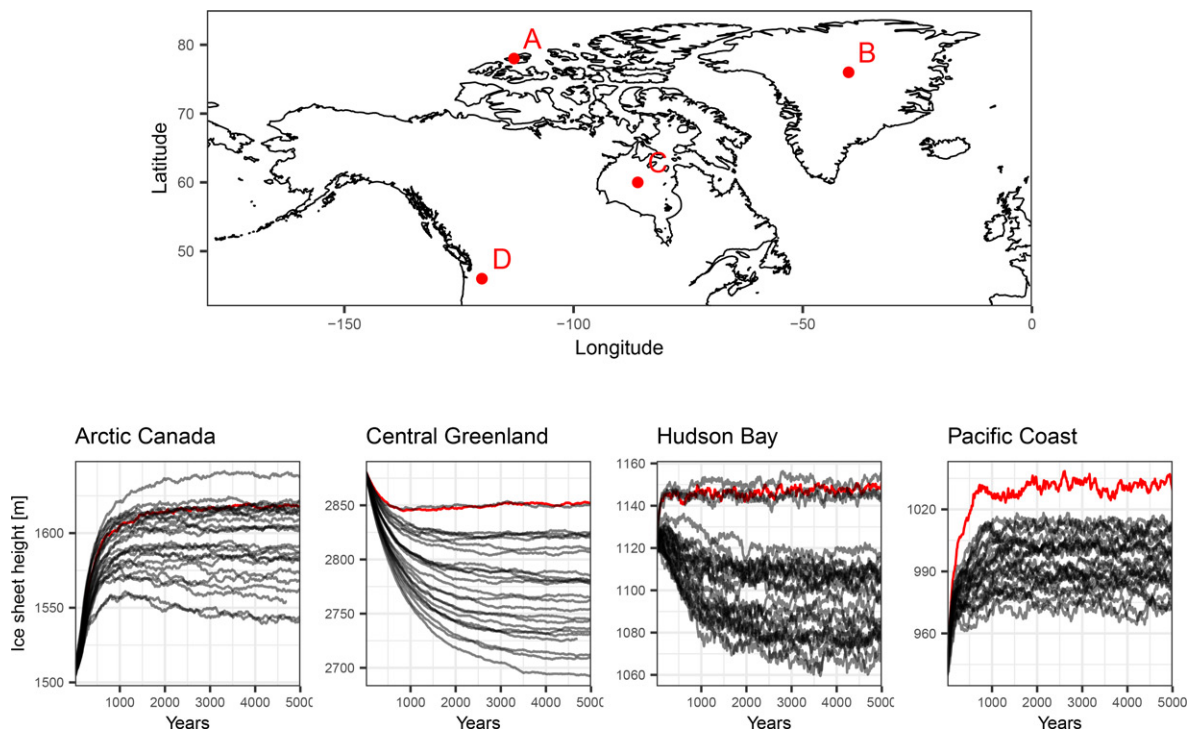 80
70
60
50
Latitude
A
B
C
D
−150
−100
−50
0
Longitude
Arctic Canada
Central Greenland
Hudson Bay
Pacific Coast
Ice sheet height [m]
1600
1550
1500
1000 2000 3000 4000 5000
Years
2850
2800
2750
2700
1000 2000 3000 4000 5000
Years
1160
1140
1120
1100
1080
1060
1000 2000 3000 4000 5000
Years
1020
990
960
1000 2000 3000 4000 5000
Years